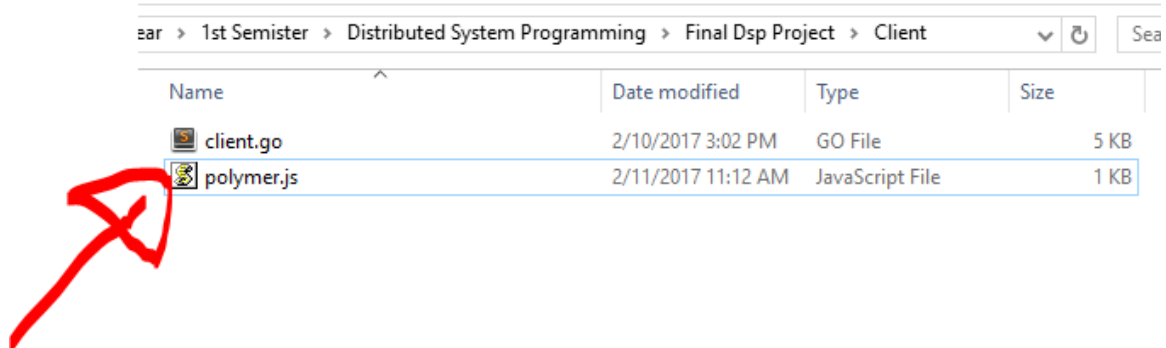 ear > 1st Semister > Distributed System Programming > Final Dsp Project > Client Sea
Name Date modified Type Size
client.go 2/10/2017 3:02 PM GO File 5 KB
polymer.js 2/11/2017 11:12 AM JavaScript File 1 KB